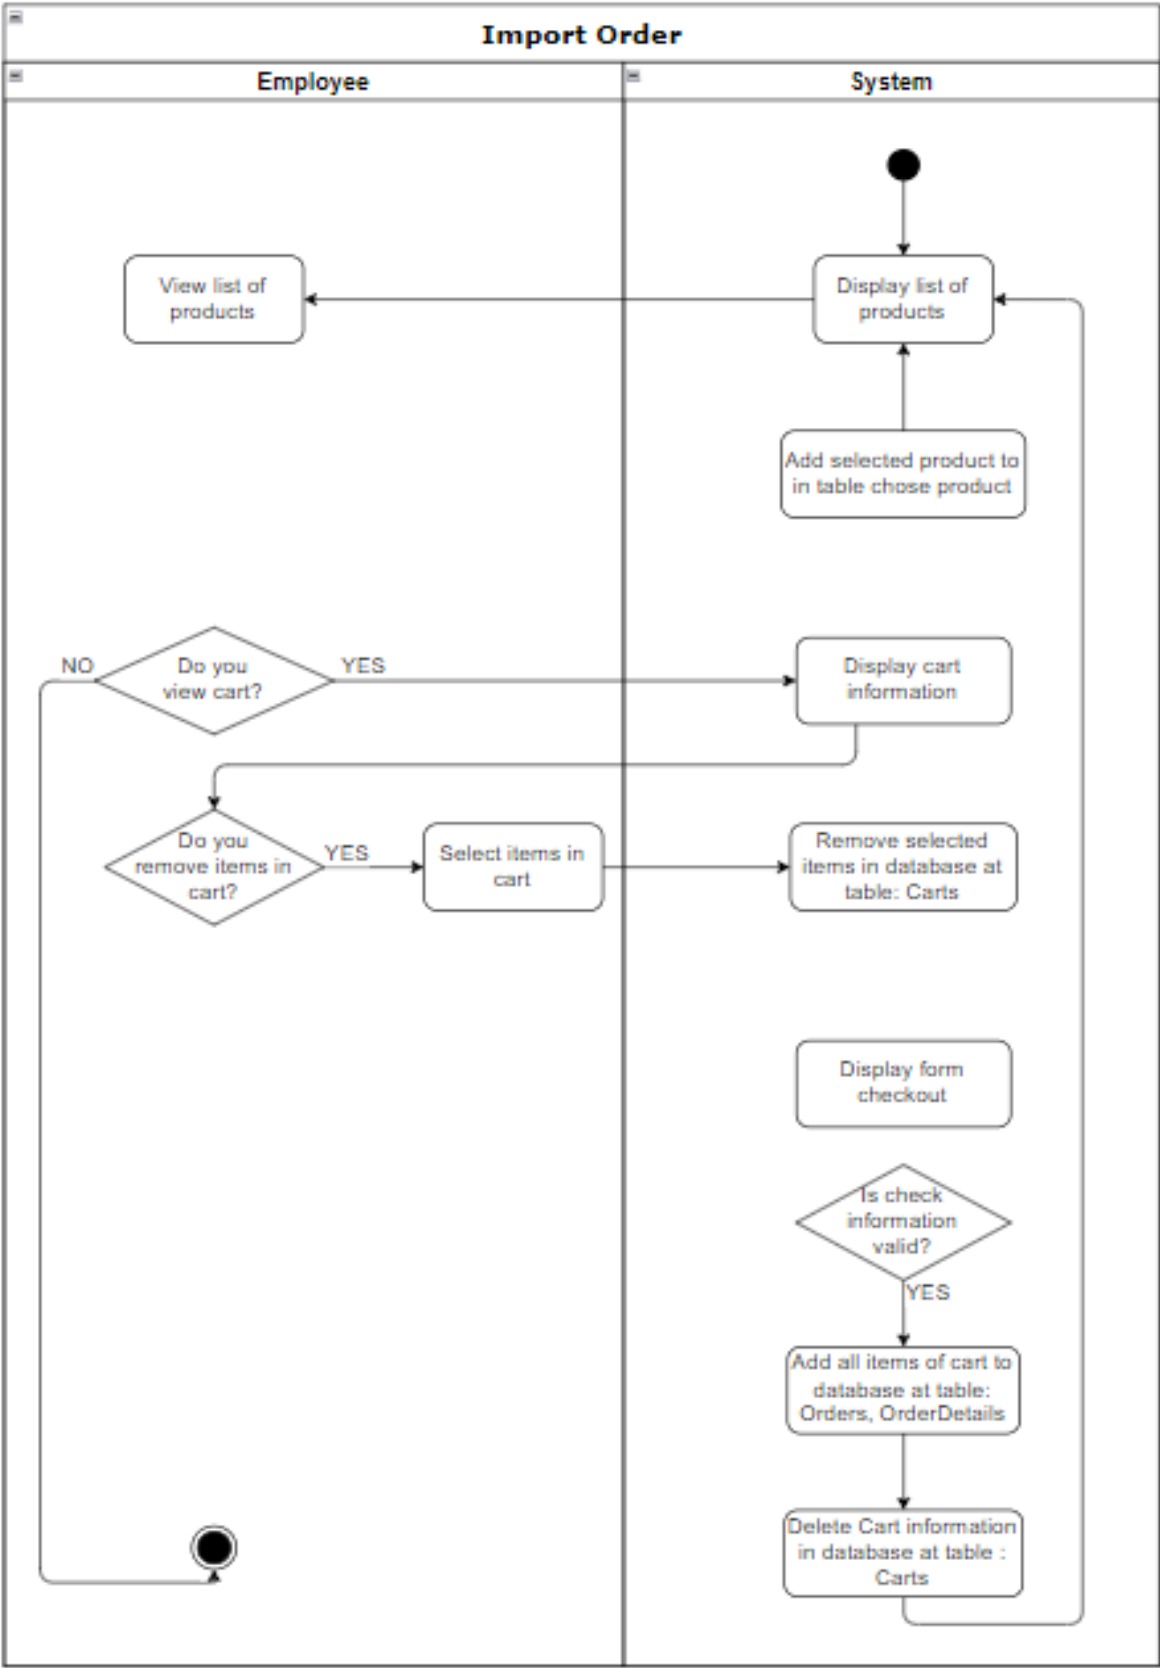 Import Order
Employee
System
View list of
products
Display list of
products
Add selected product to
in table chose product
NO
Do you
view cart?
YES
Display cart
information
Do you
remove items in
cart?
YES
Select items in
cart
Remove selected
items in database at
table: Carts
Display form
checkout
Is check
information
valid?
YES
Add all items of cart to
database at table:
Orders, OrderDetails
Delete Cart information
in database at table :
Carts